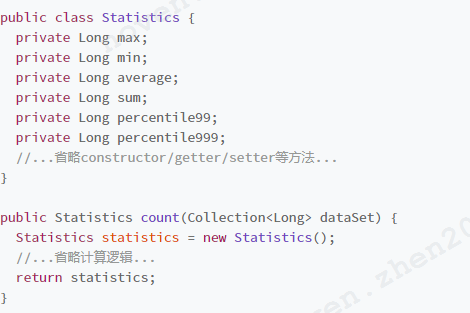 public class Statistics {
  private Long max;
  private Long min;
  private Long average;
  private Long sum;
  private Long percentile99;
  private Long percentile999;
  //...省略constructor/getter/setter等方法...
}

public Statistics count(Collection<Long> dataSet) {
  Statistics statistics = new Statistics();
  //...省略计算逻辑...
  return statistics;
}